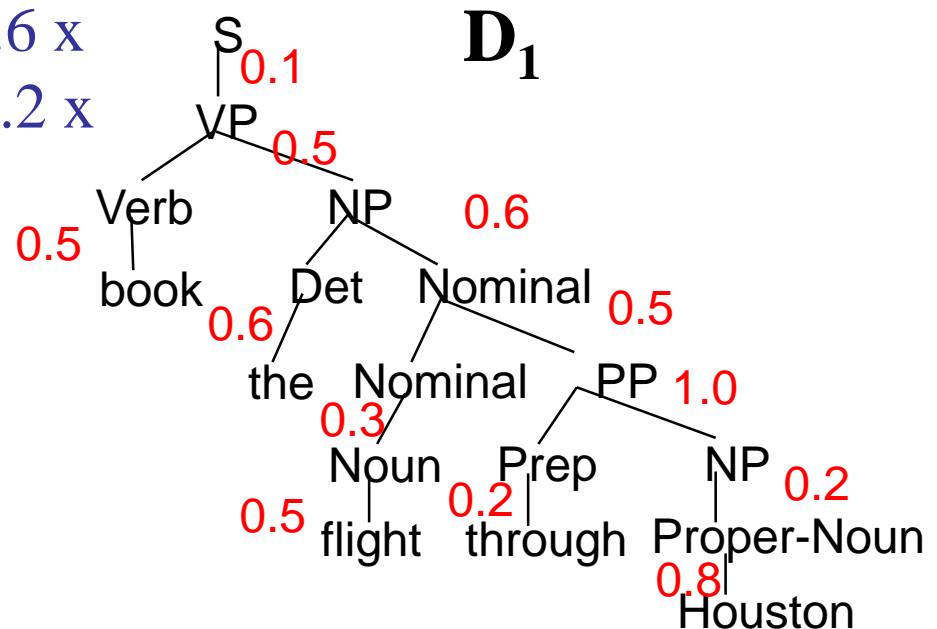 .6 x
S
D₁
0.1
.2 x
VP
0.5
Verb
NP
0.6
0.5
book
Det
Nominal
0.5
0.6
the
Nominal
PP
1.0
0.3
Noun
Prep
NP
0.2
0.5
flight
0.2
through
Proper-Noun
0.8
Houston